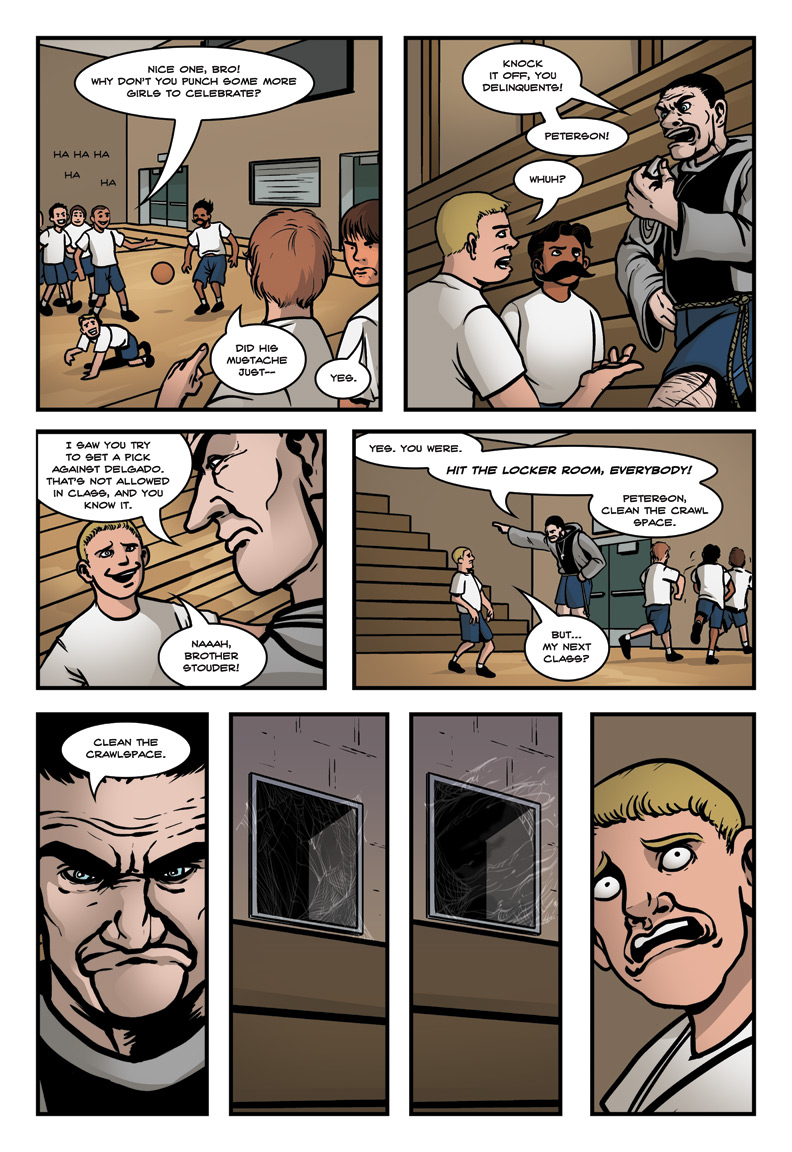 NICE ONE, BRO!
WHY DON'T YOU PUNCH SOME MORE
GIRLS TO CELEBRATE?
HA HA HA
HA
HA
DID HIS
MUSTACHE
JUST--
YES.
KNOCK
IT OFF, YOU
DELINQUENTS!
PETERSON!
WHUH?
I SAW YOU TRY
TO SET A PICK
AGAINST DELGADO.
THAT'S NOT ALLOWED
IN CLASS, AND YOU
KNOW IT.
NAAAH,
BROTHER
STOUDER!
YES. YOU WERE.
HIT THE LOCKER ROOM, EVERYBODY!
PETERSON,
CLEAN THE CRAWL
SPACE.
BUT...
MY NEXT
CLASS?
CLEAN THE
CRAWLSPACE.